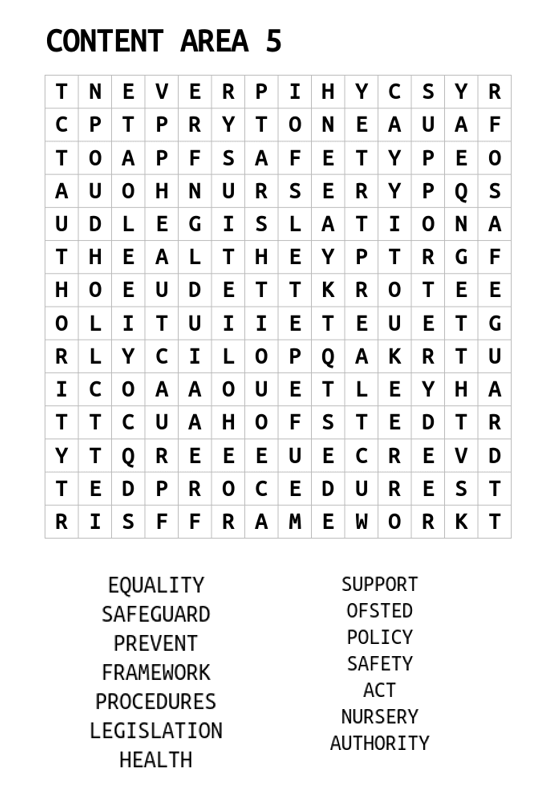 CONTENT AREA 5
T N E V E R P I H Y C S Y R
C P T P R Y T O N E A U A F
T O A P F S A F E T Y P E O
A U O H N U R S E R Y P Q S
U D L E G I S L A T I O N A
T H E A L T H E Y P T R G F
H O E U D E T T K R O T E E
O L I T U I I E T E U E T G
R L Y C I L O P Q A K R T U
I C O A A O U E T L E Y H A
T T C U A H O F S T E D T R
Y T Q R E E E U E C R E V D
T E D P R O C E D U R E S T
R I S F F R A M E W O R K T
EQUALITY
SAFEGUARD
PREVENT
FRAMEWORK
PROCEDURES
LEGISLATION
HEALTH
SUPPORT
OFSTED
POLICY
SAFETY
ACT
NURSERY
AUTHORITY